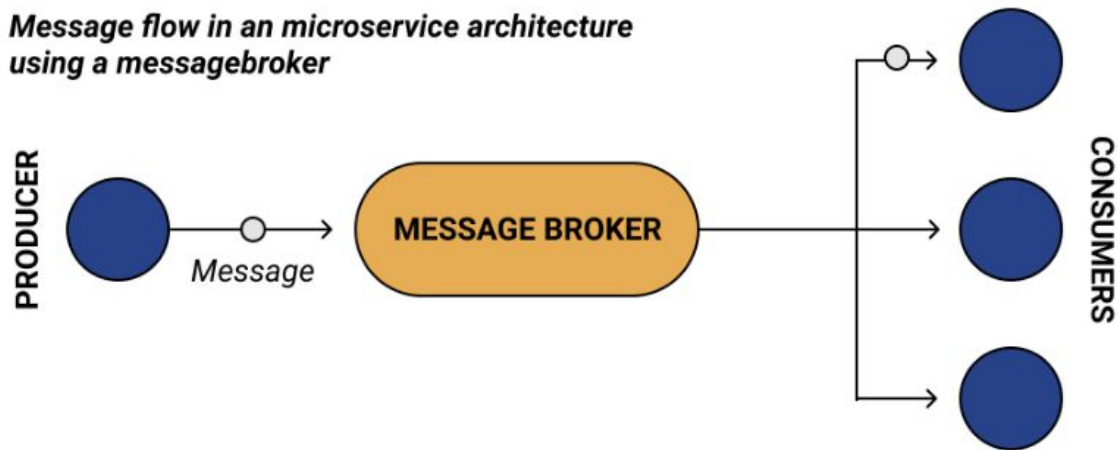 Message flow in an microservice architecture
using a messagebroker
PRODUCER
Message
MESSAGE BROKER
CONSUMERS